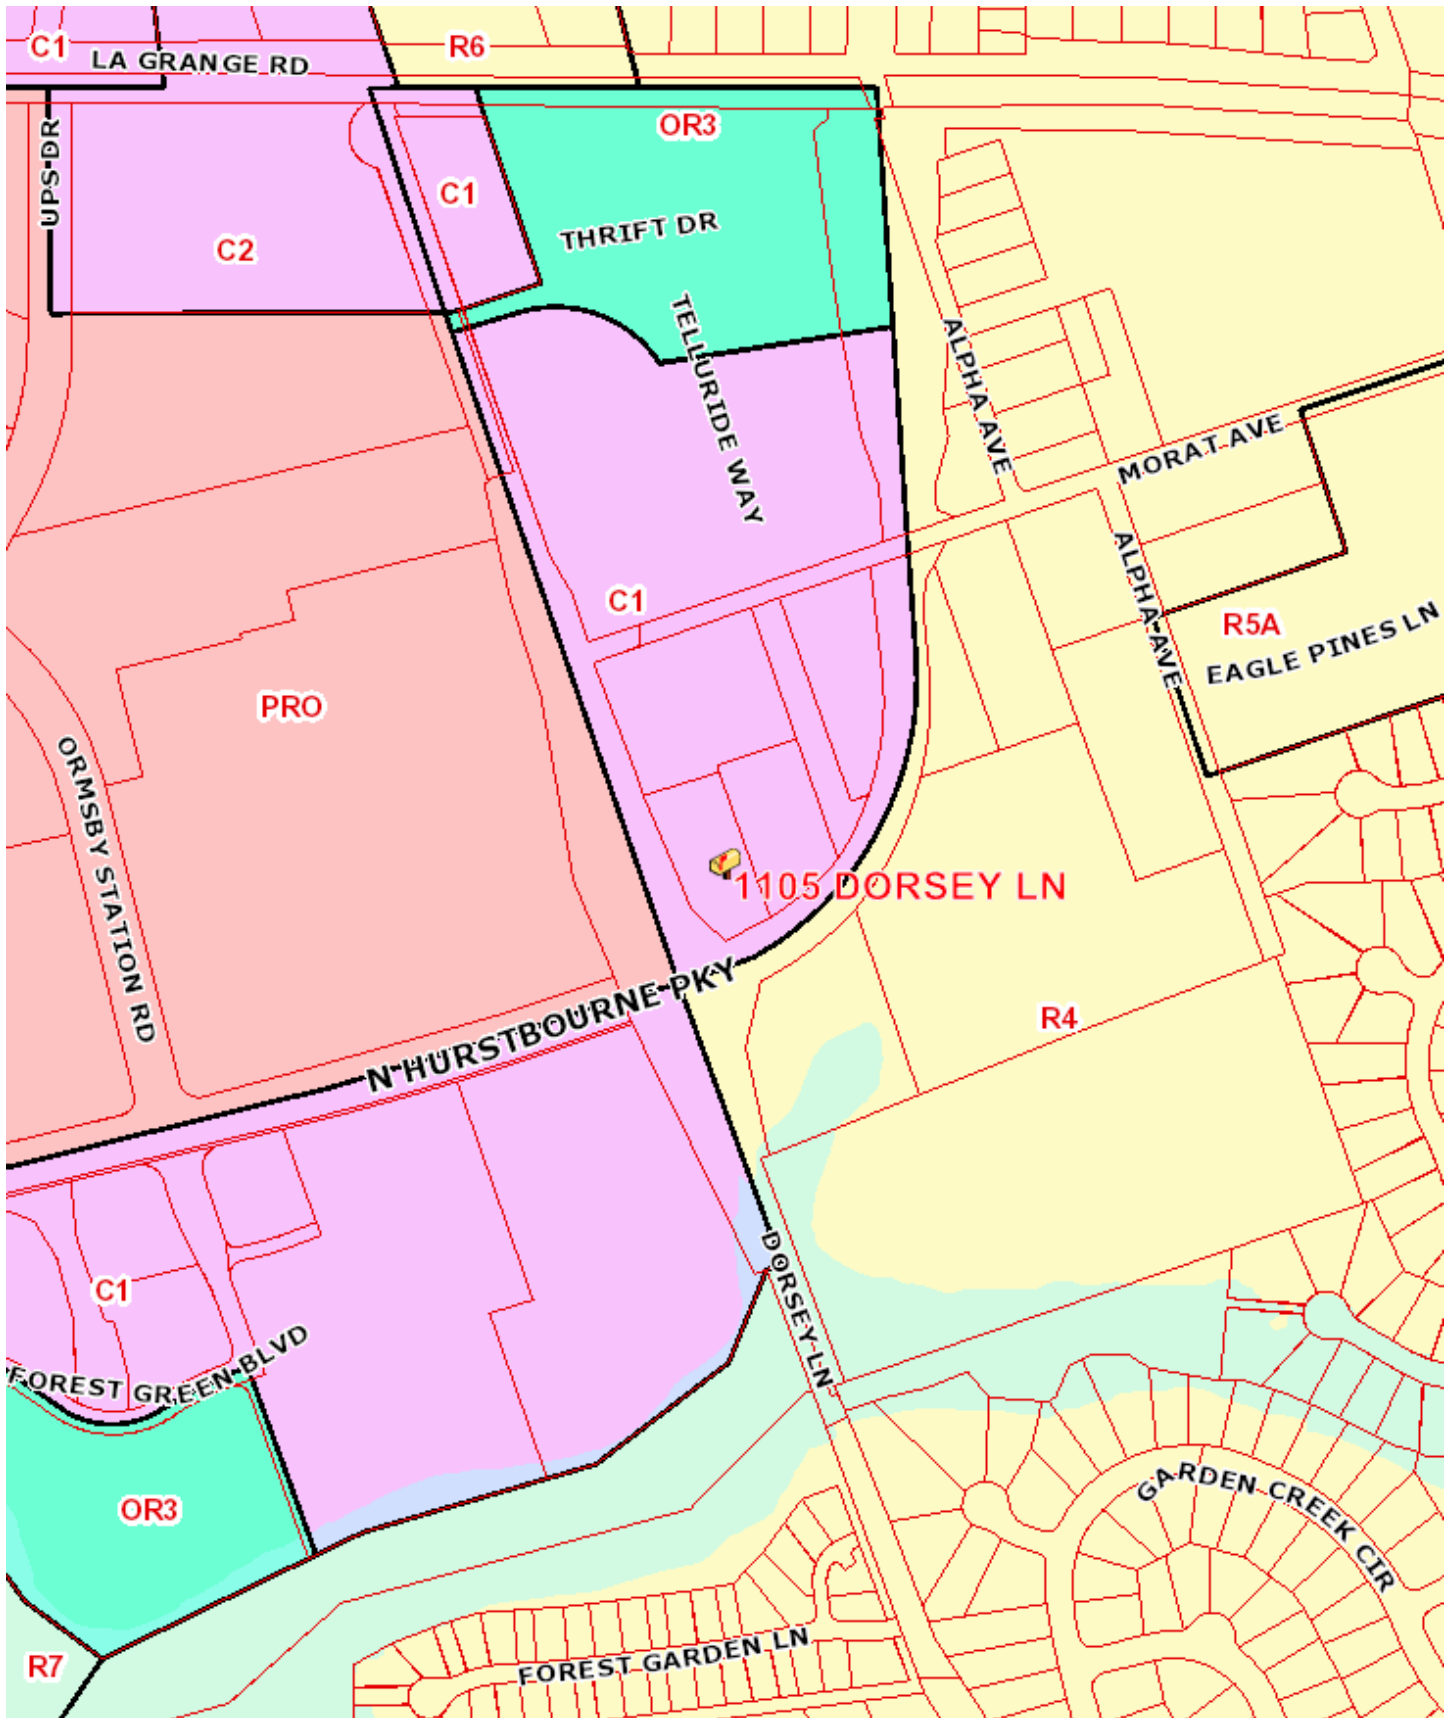 C1
R6
LA GRANGE RD
OR3
UPS DR
C1
C2
THRIFT DR
TELLURIDE WAY
ALPHA AVE
MORAT AVE
ALPHA AVE
C1
R5A
EAGLE PINES LN
PRO
ORMSBY STATION RD
1105 DORSEY LN
N HURSTBOURNE PKY
R4
C1
DORSEY LN
FOREST GREEN BLVD
OR3
GARDEN CREEK CIR
FOREST GARDEN LN
R7